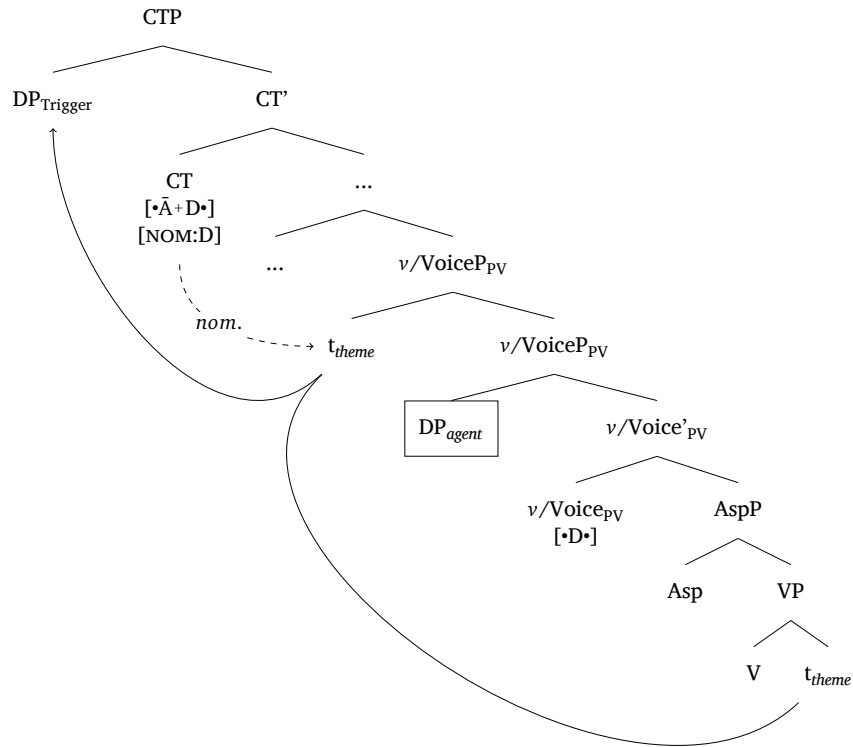 CTP
DP_Trigger CT’
CT ...
[•Ā+D•]
[NOM:D] ... v/VoiceP_PV
nom. t_theme v/VoiceP_PV
DP_agent v/Voice’_PV
v/Voice_PV AspP
[•D•]
Asp VP
V t_theme